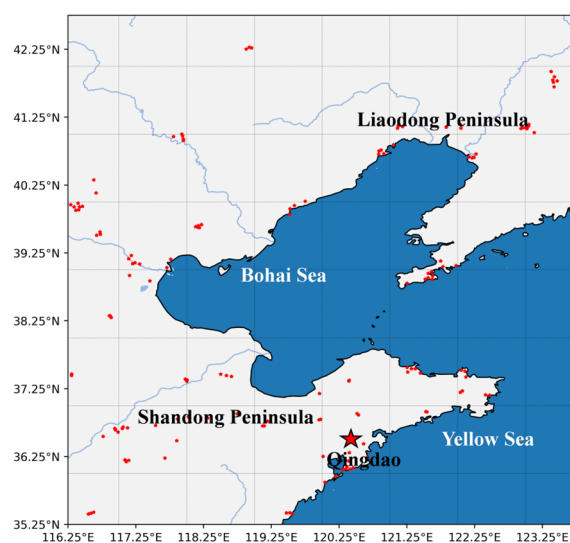 42.25°N
41.25°N
Liaodong Peninsula
40.25°N
39.25°N
Bohai Sea
38.25°N
37.25°N
Shandong Peninsula
Yellow Sea
36.25°N
Qingdao
35.25°N
116.25°E 117.25°E 118.25°E 119.25°E 120.25°E 121.25°E 122.25°E 123.25°E